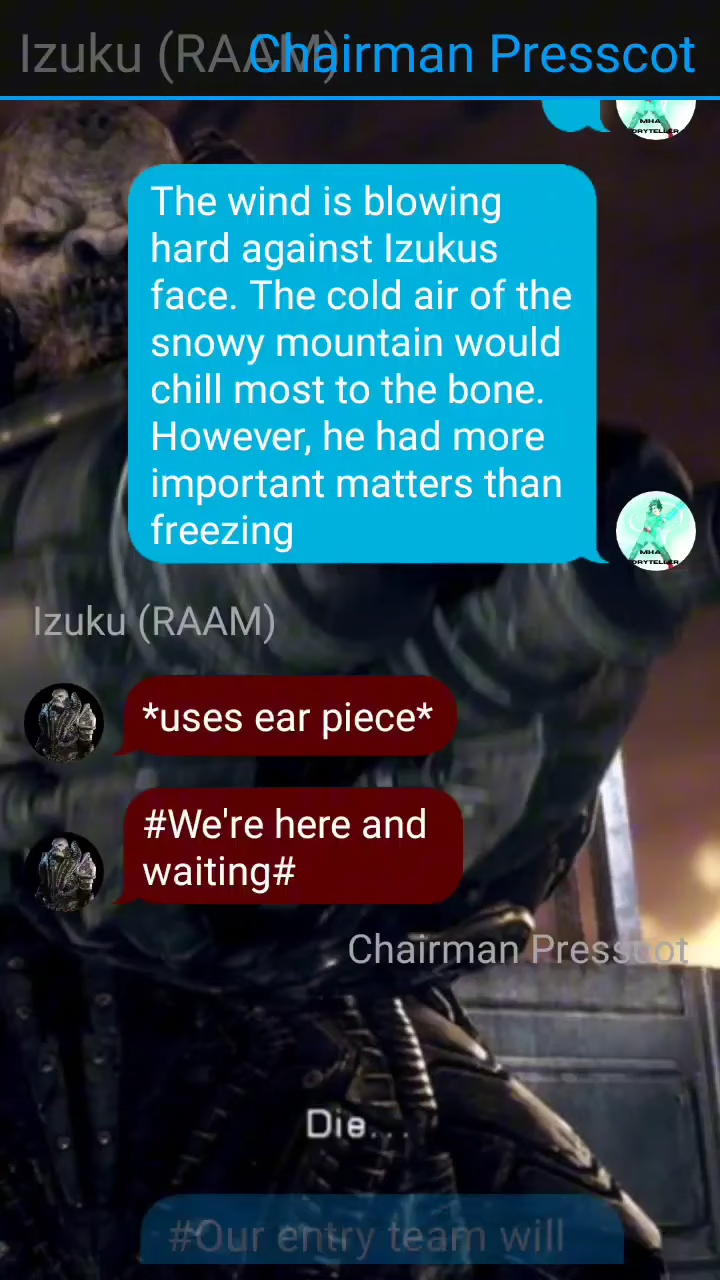 Izuku (RAAM) Chairman Presscot
MHA
The wind is blowing
hard against Izukus
face. The cold air of the
snowy mountain would
chill most to the bone.
However, he had more
important matters than
freezing
MHA
Izuku (RAAM)
*uses ear piece*
#We're here and
waiting#
Chairman Presscot
Die...
#Our entry team will